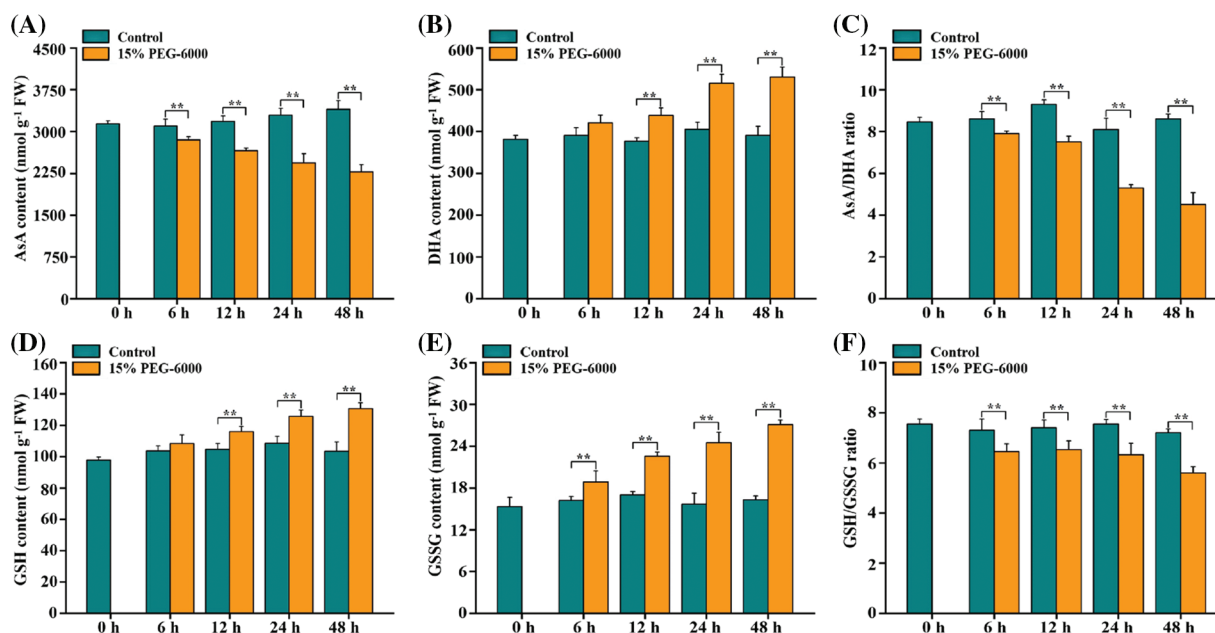 (A)
Control
15% PEG-6000
AsA content (nmol g⁻¹ FW)
4500
3750
3000
2250
1500
750
0
** ** ** **
0 h 6 h 12 h 24 h 48 h
(B)
Control
15% PEG-6000
DHA content (nmol g⁻¹ FW)
600
500
400
300
200
100
0
** ** **
0 h 6 h 12 h 24 h 48 h
(C)
Control
15% PEG-6000
AsA/DHA ratio
12
10
8
6
4
2
0
** ** ** **
0 h 6 h 12 h 24 h 48 h
(D)
Control
15% PEG-6000
GSH content (nmol g⁻¹ FW)
160
140
120
100
80
60
40
20
0
** ** **
0 h 6 h 12 h 24 h 48 h
(E)
Control
15% PEG-6000
GSSG content (nmol g⁻¹ FW)
36
30
24
18
12
6
0
** ** ** **
0 h 6 h 12 h 24 h 48 h
(F)
Control
15% PEG-6000
GSH/GSSG ratio
10
8
6
4
2
0
** ** ** **
0 h 6 h 12 h 24 h 48 h